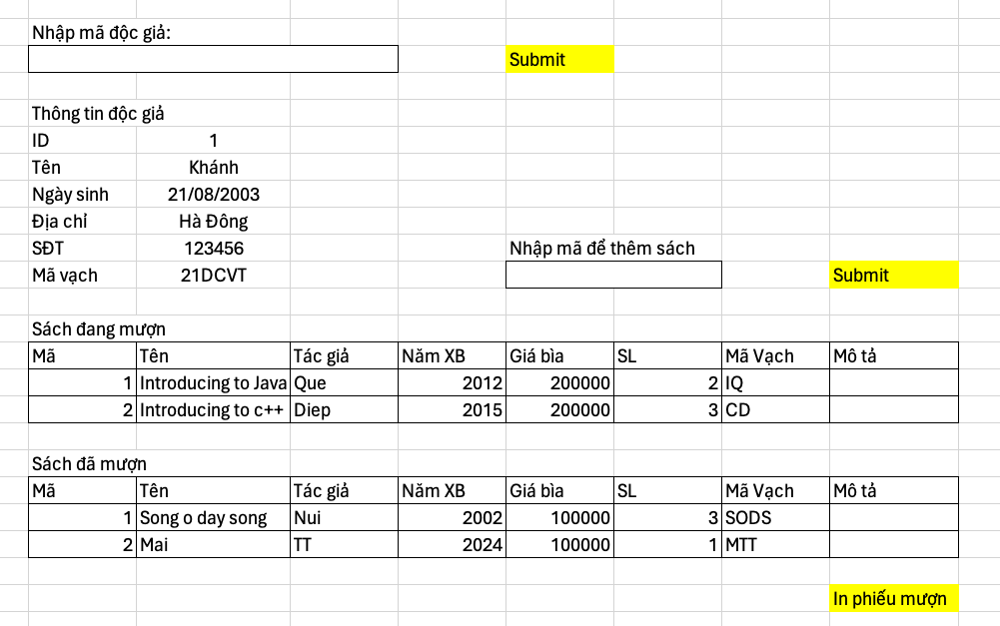 Nhập mã độc giả:
Submit
Thông tin độc giả
ID 1
Tên Khánh
Ngày sinh 21/08/2003
Địa chỉ Hà Đông
SĐT 123456 Nhập mã để thêm sách
Mã vạch 21DCVT Submit
Sách đang mượn
Mã Tên Tác giả Năm XB Giá bìa SL Mã Vạch Mô tả
1 Introducing to Java Que 2012 200000 2 IQ
2 Introducing to c++ Diep 2015 200000 3 CD
Sách đã mượn
Mã Tên Tác giả Năm XB Giá bìa SL Mã Vạch Mô tả
1 Song o day song Nui 2002 100000 3 SODS
2 Mai TT 2024 100000 1 MTT
In phiếu mượn